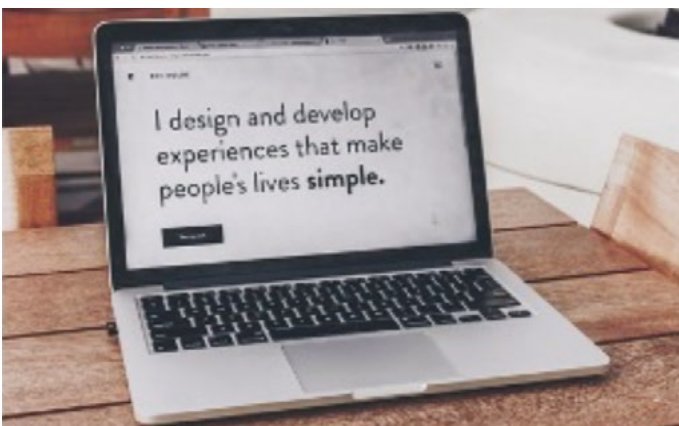 I design and develop
experiences that make
people's lives simple.